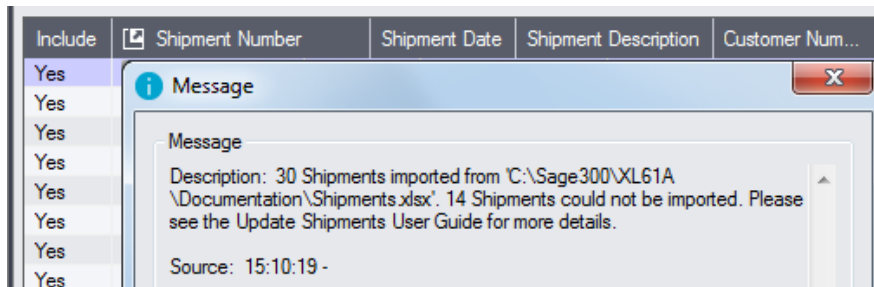 Include Shipment Number Shipment Date Shipment Description Customer Num...
Yes
Yes
Yes
Yes
Yes
Yes
Yes
Yes
Message
Message
Description: 30 Shipments imported from 'C:\Sage300\XL61A
\Documentation\Shipments.xlsx'. 14 Shipments could not be imported. Please
see the Update Shipments User Guide for more details.
Source: 15:10:19 -